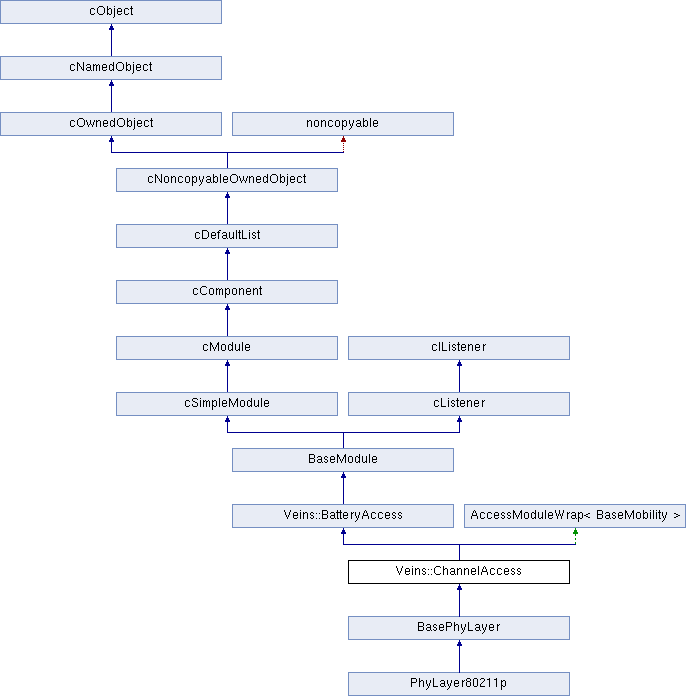 cObject
cNamedObject
cOwnedObject
noncopyable
cNoncopyableOwnedObject
cDefaultList
cComponent
cModule
cIListener
cSimpleModule
cListener
BaseModule
Veins::BatteryAccess
AccessModuleWrap< BaseMobility >
Veins::ChannelAccess
BasePhyLayer
PhyLayer80211p